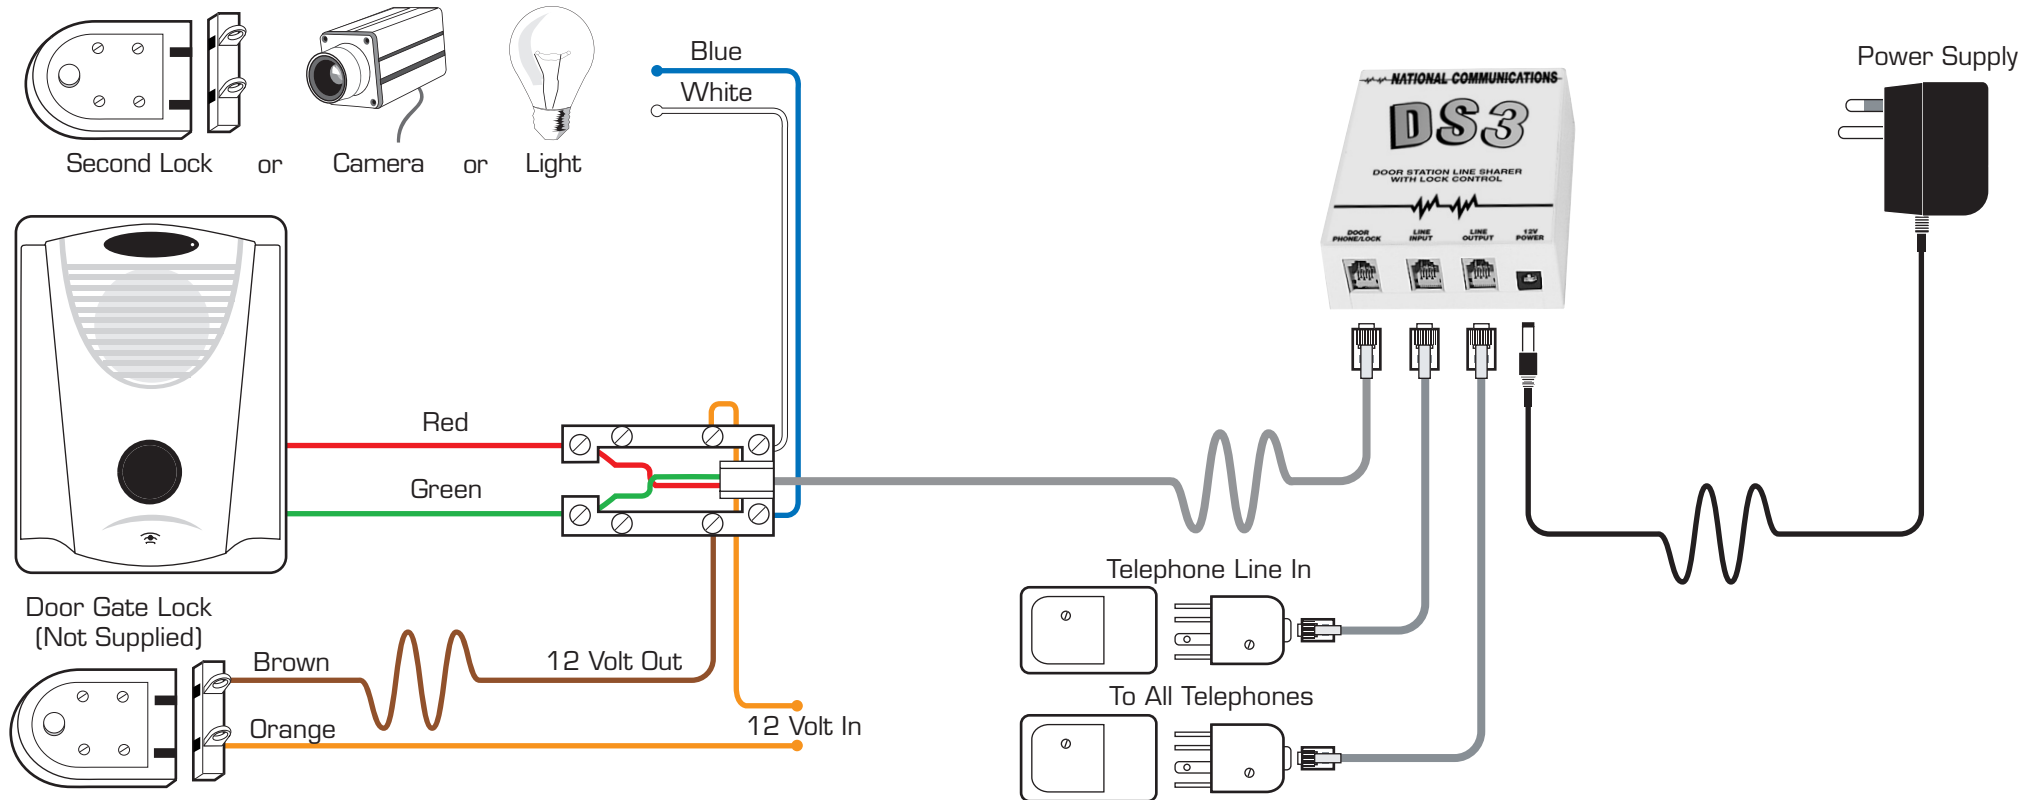 Second Lock or Camera or Light
Blue
White
NATIONAL COMMUNICATIONS
DS3
DOOR STATION LINE SHARER
WITH LOCK CONTROL
DOOR
PHONE/LOCK
LINE
INPUT
LINE
OUTPUT
12V
POWER
Power Supply
Red
Green
Door Gate Lock
(Not Supplied)
Brown
12 Volt Out
Orange
12 Volt In
Telephone Line In
To All Telephones